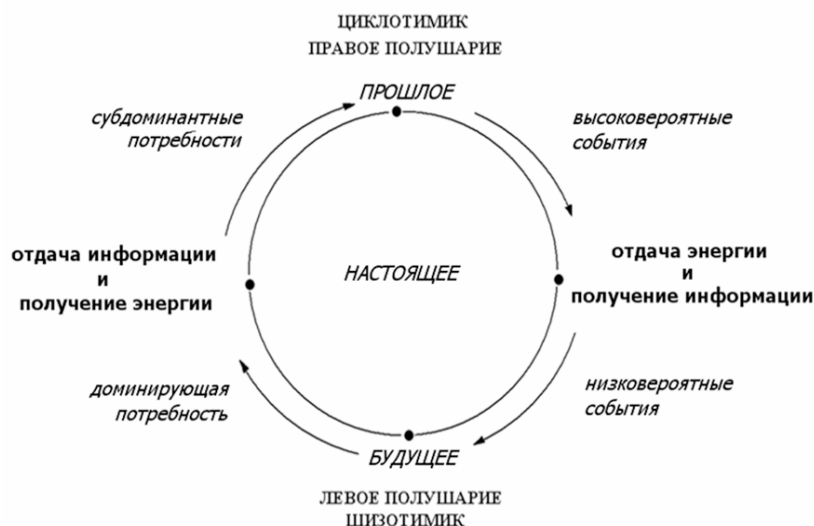 ЦИКЛОТИМИК
ПРАВОЕ ПОЛУШАРИЕ
ПРОШЛОЕ
субдоминантные
потребности
высоковероятные
события
отдача информации
и
получение энергии
НАСТОЯЩЕЕ
отдача энергии
и
получение информации
доминирующая
потребность
низковероятные
события
БУДУЩЕЕ
ЛЕВОЕ ПОЛУШАРИЕ
ШИЗОТИМИК